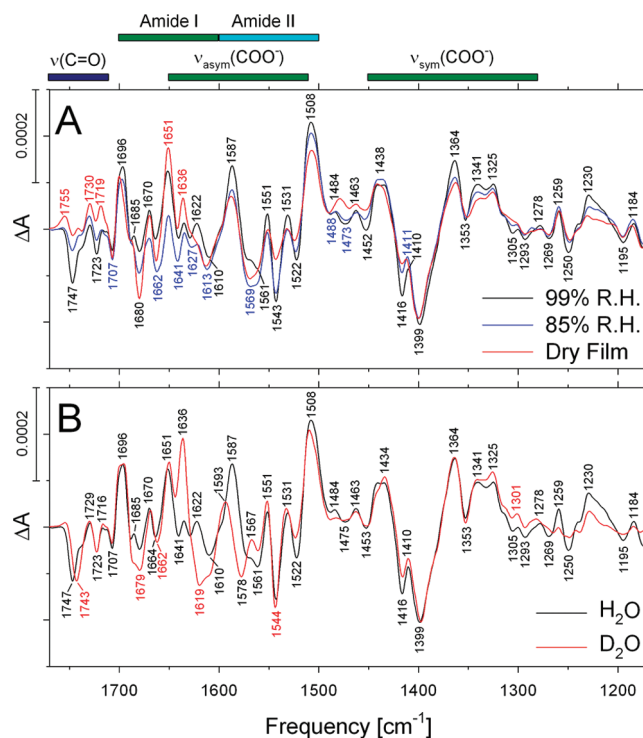 Amide I Amide II
ν(C=O) νasym(COO⁻) νsym(COO⁻)
A
0.0002
ΔA
1755 1747 1730 1723 1719 1707 1696 1685 1680 1670 1662 1651 1641 1636 1627 1622 1613 1610 1587 1569 1561 1551 1543 1531 1522 1508 1488 1484 1473 1463 1452 1438 1416 1411 1410 1399 1364 1353 1341 1325 1305 1293 1278 1269 1259 1250 1230 1195 1184
99% R.H.
85% R.H.
Dry Film
B
0.0002
ΔA
1747 1743 1729 1723 1716 1707 1696 1685 1679 1670 1664 1662 1651 1641 1636 1622 1619 1610 1593 1587 1578 1567 1561 1551 1544 1531 1522 1508 1484 1475 1463 1453 1434 1416 1410 1399 1364 1353 1341 1325 1305 1301 1293 1278 1269 1259 1250 1230 1195 1184
H₂O
D₂O
1700 1600 1500 1400 1300 1200
Frequency [cm⁻¹]